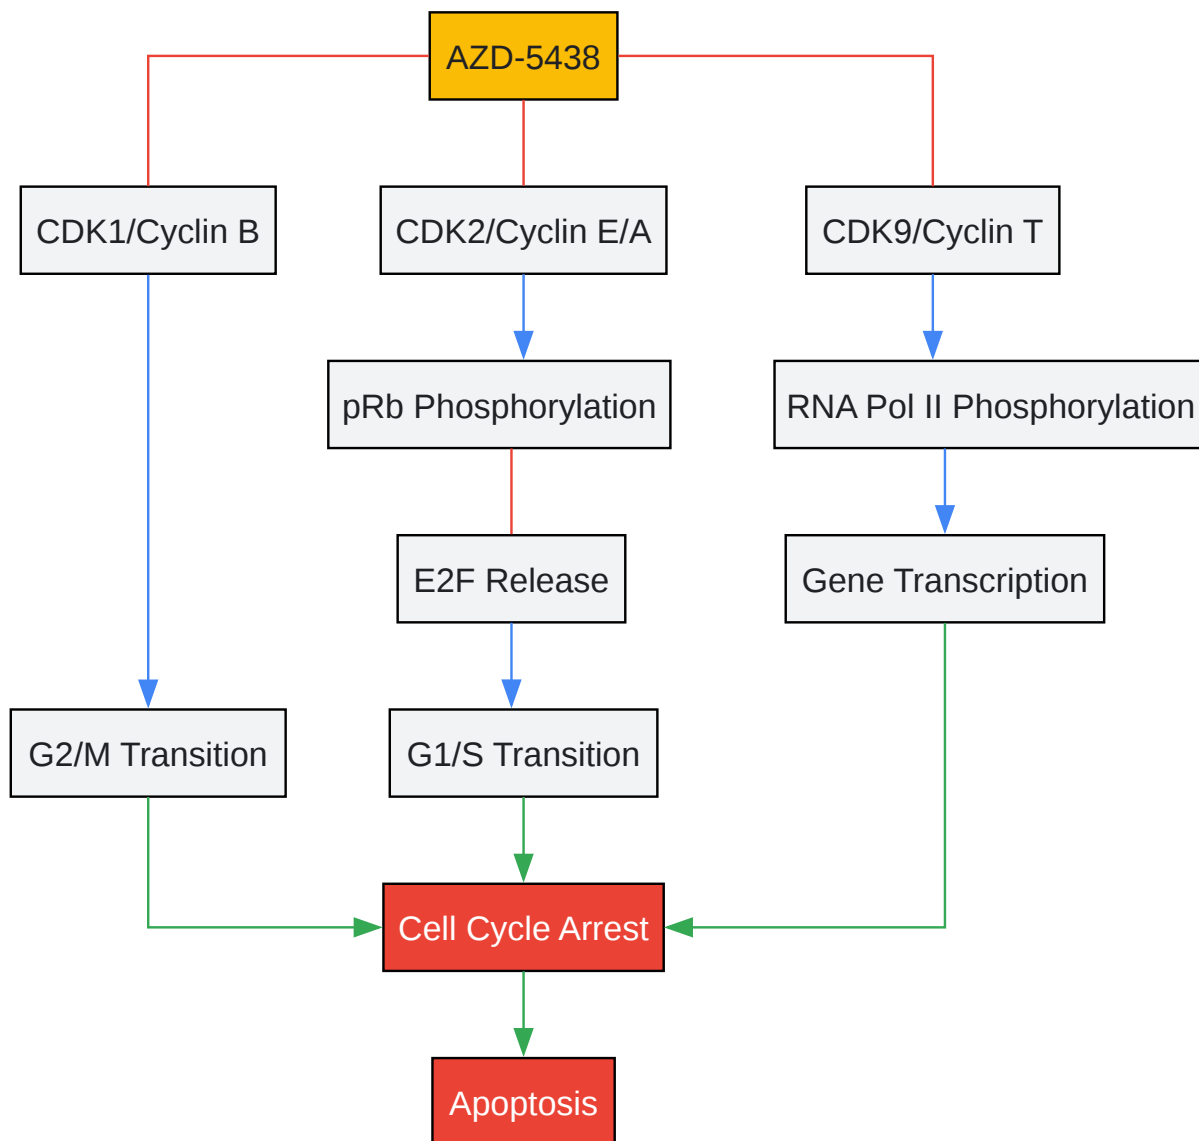 AZD-5438
CDK1/Cyclin B
CDK2/Cyclin E/A
CDK9/Cyclin T
pRb Phosphorylation
RNA Pol II Phosphorylation
E2F Release
Gene Transcription
G2/M Transition
G1/S Transition
Cell Cycle Arrest
Apoptosis